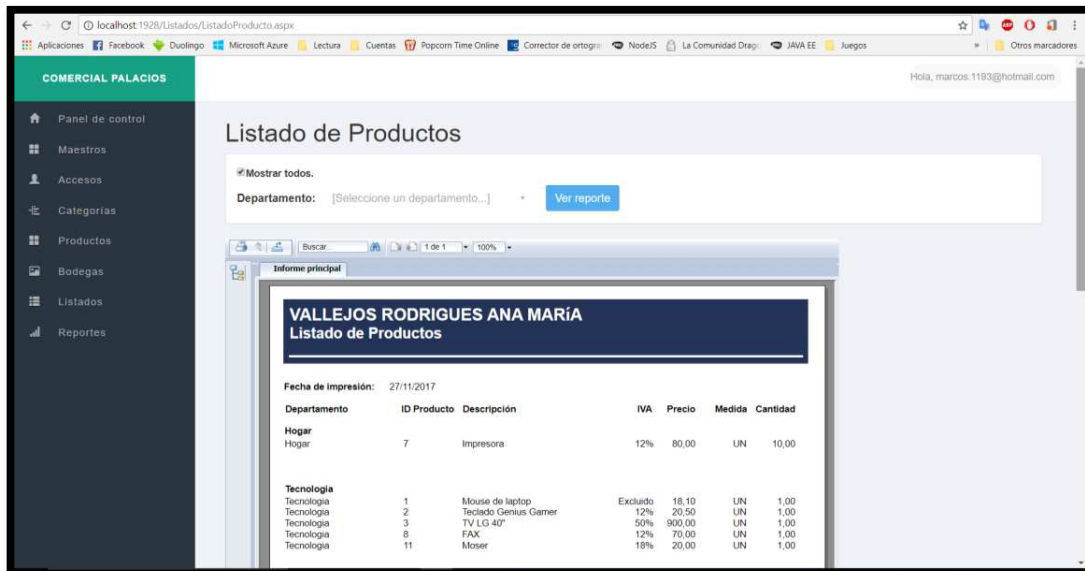 localhost:1928/Listados/ListadoProducto.aspx
Aplicaciones Facebook Duolingo Microsoft Azure Lectura Cuentas Popcorn Time Online Corrector de ortogra NodeJS La Comunidad Drag JAVA EE Juegos » Otros marcadores
COMERCIAL PALACIOS
Hola, marcos.1193@hotmail.com
Panel de control
Maestros
Accesos
Categorías
Productos
Bodegas
Listados
Reportes
Listado de Productos
Mostrar todos.
Departamento: [Seleccione un departamento...] Ver reporte
Buscar... 1 de 1 100%
Informe principal
VALLEJOS RODRIGUES ANA MARíA
Listado de Productos
Fecha de impresión: 27/11/2017
Departamento ID Producto Descripción IVA Precio Medida Cantidad
Hogar
Hogar 7 Impresora 12% 80,00 UN 10,00
Tecnologia
Tecnologia 1 Mouse de laptop Excluido 18,10 UN 1,00
Tecnologia 2 Teclado Genius Gamer 12% 20,50 UN 1,00
Tecnologia 3 TV LG 40" 50% 900,00 UN 1,00
Tecnologia 8 FAX 12% 70,00 UN 1,00
Tecnologia 11 Moser 18% 20,00 UN 1,00